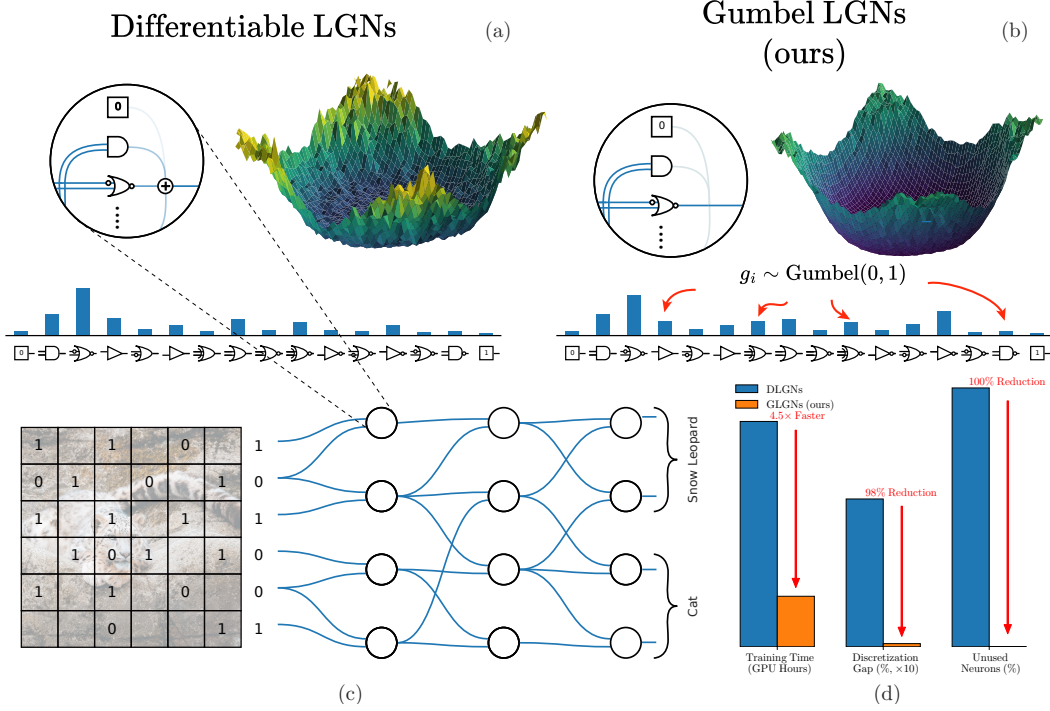 Differentiable LGNs
(a)
Gumbel LGNs
(ours)
(b)
0
0
g_i ∼ Gumbel(0, 1)
0
1
0
1
1 1 0
0 1 0 1
1 1 1
1 0 1 1
1 1 0
0 1
1
0
1
0
0
1
Snow Leopard
Cat
(c)
DLGNs
GLGNs (ours)
4.5× Faster
98% Reduction
100% Reduction
Training Time
(GPU Hours)
Discretization
Gap (%, ×10)
Unused
Neurons (%)
(d)